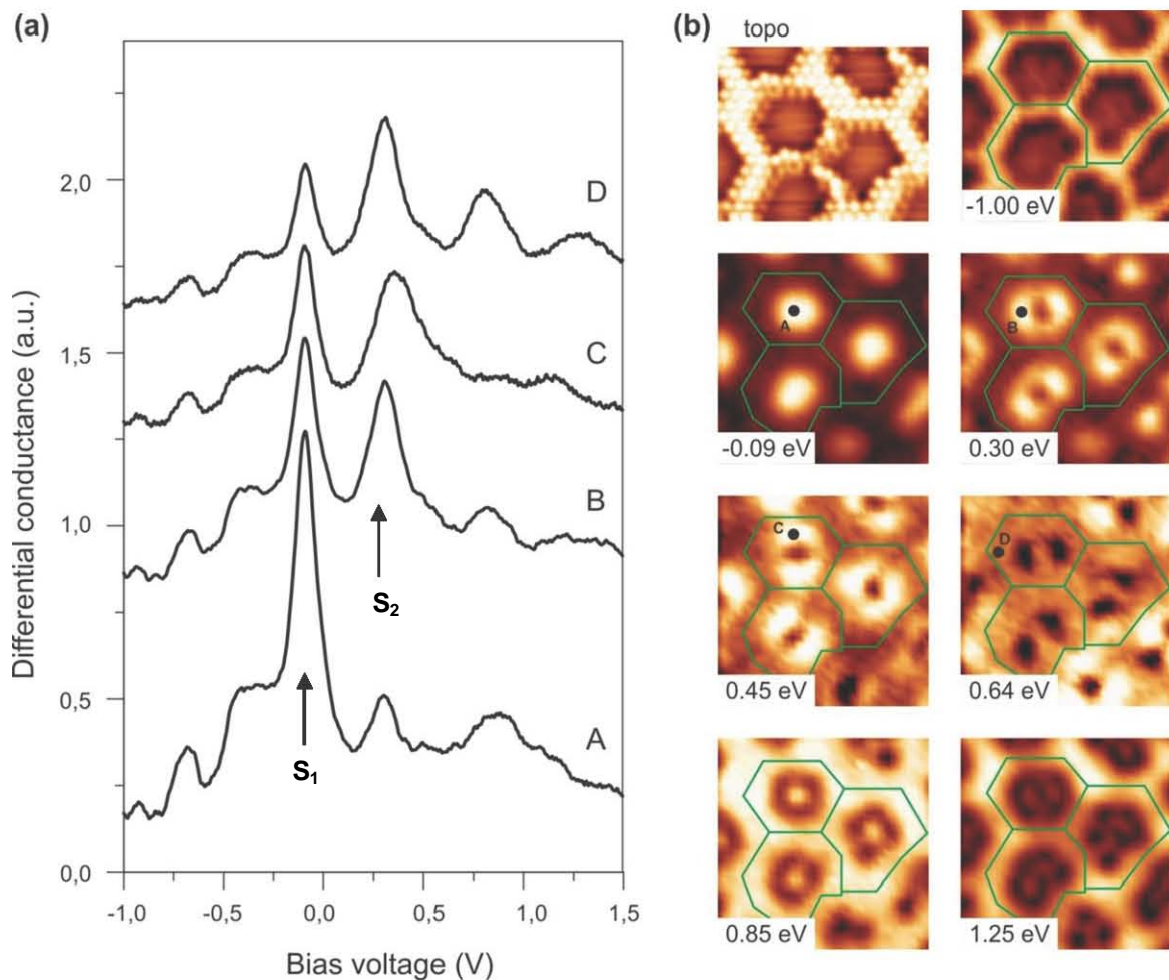 (a)
Differential conductance (a.u.)
2,0
1,5
1,0
0,5
0,0
-1,0 -0,5 0,0 0,5 1,0 1,5
Bias voltage (V)
D
C
B
A
S₂
S₁
(b)
topo
-1.00 eV
A
-0.09 eV
B
0.30 eV
C
0.45 eV
D
0.64 eV
0.85 eV
1.25 eV